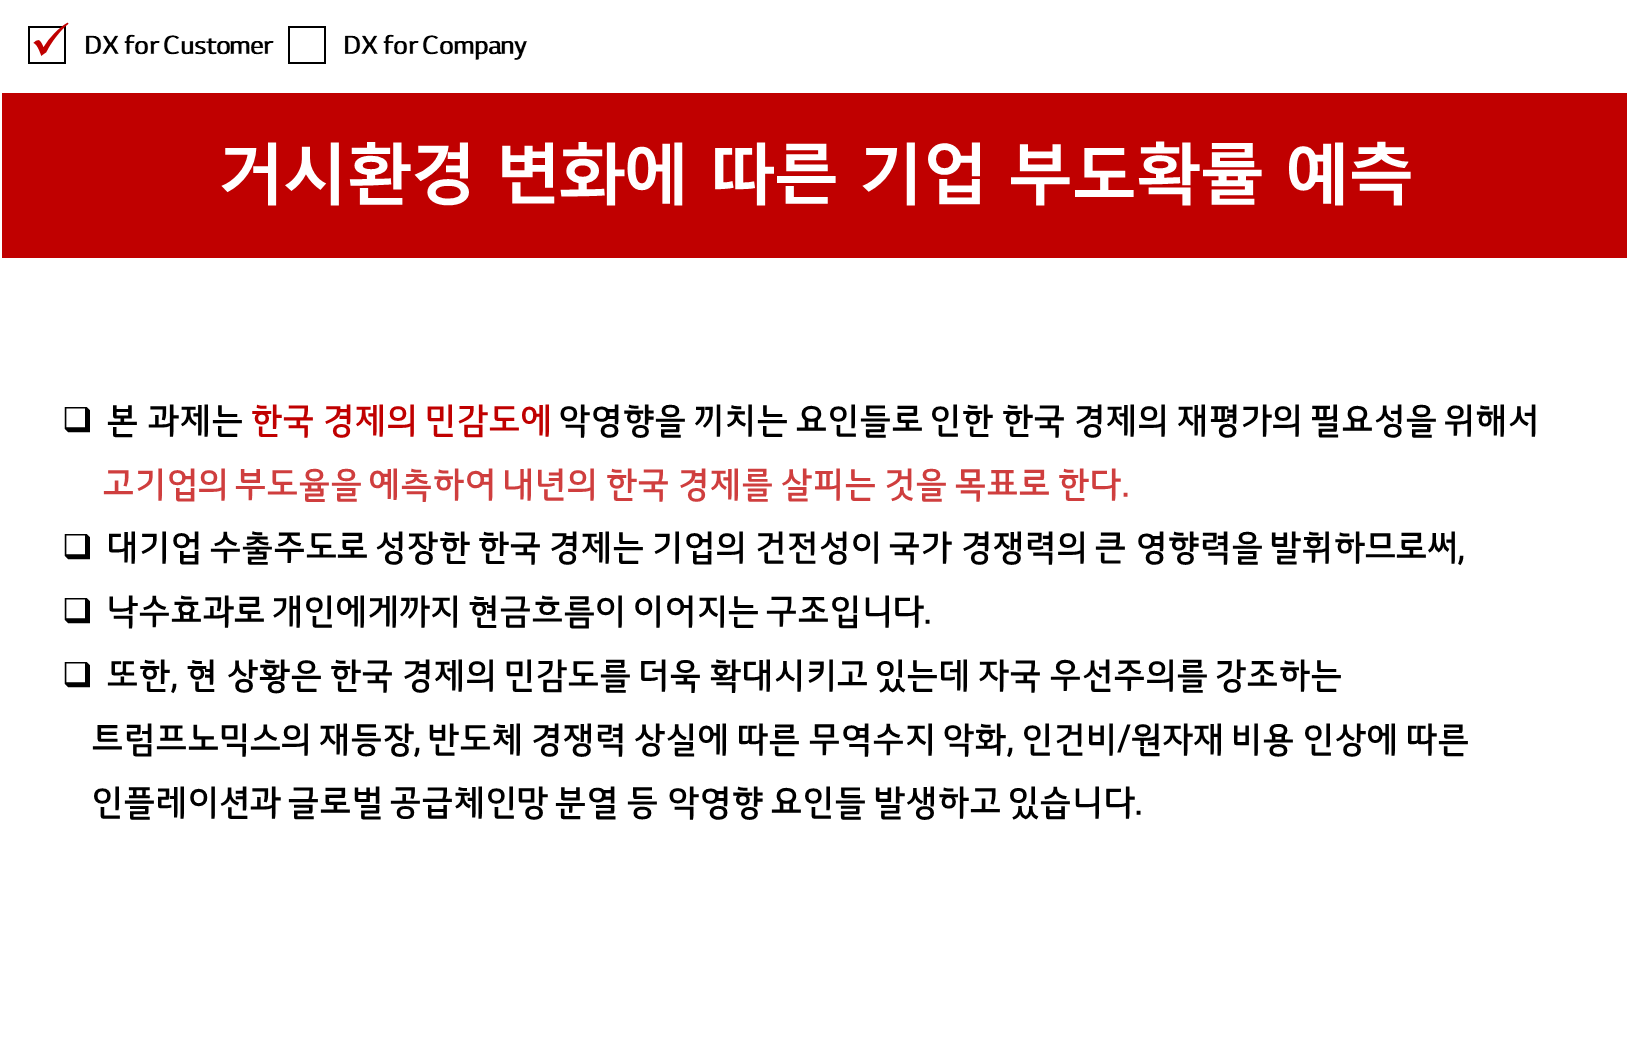 DX for Customer DX for Company
거시환경 변화에 따른 기업 부도확률 예측
본 과제는 한국 경제의 민감도에 악영향을 끼치는 요인들로 인한 한국 경제의 재평가의 필요성을 위해서
고기업의 부도율을 예측하여 내년의 한국 경제를 살피는 것을 목표로 한다.
대기업 수출주도로 성장한 한국 경제는 기업의 건전성이 국가 경쟁력의 큰 영향력을 발휘하므로써,
낙수효과로 개인에게까지 현금흐름이 이어지는 구조입니다.
또한, 현 상황은 한국 경제의 민감도를 더욱 확대시키고 있는데 자국 우선주의를 강조하는
트럼프노믹스의 재등장, 반도체 경쟁력 상실에 따른 무역수지 악화, 인건비/원자재 비용 인상에 따른
인플레이션과 글로벌 공급체인망 분열 등 악영향 요인들 발생하고 있습니다.